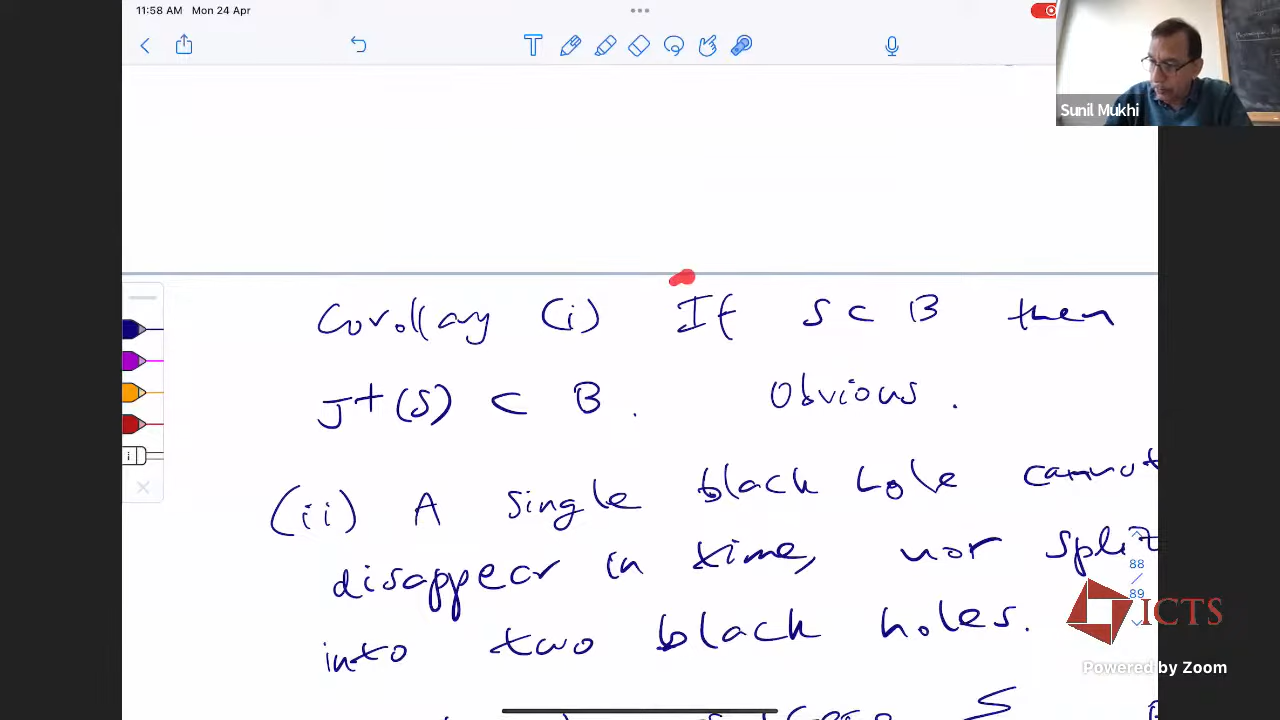 11:58 AM Mon 24 Apr
Sunil Mukhi
Corollary (i) If S ⊂ B then
J+(S) ⊂ B. Obvious.
(ii) A single black hole cannot
disappear in time, nor split
into two black holes.
88
/
89
ICTS
Powered by Zoom